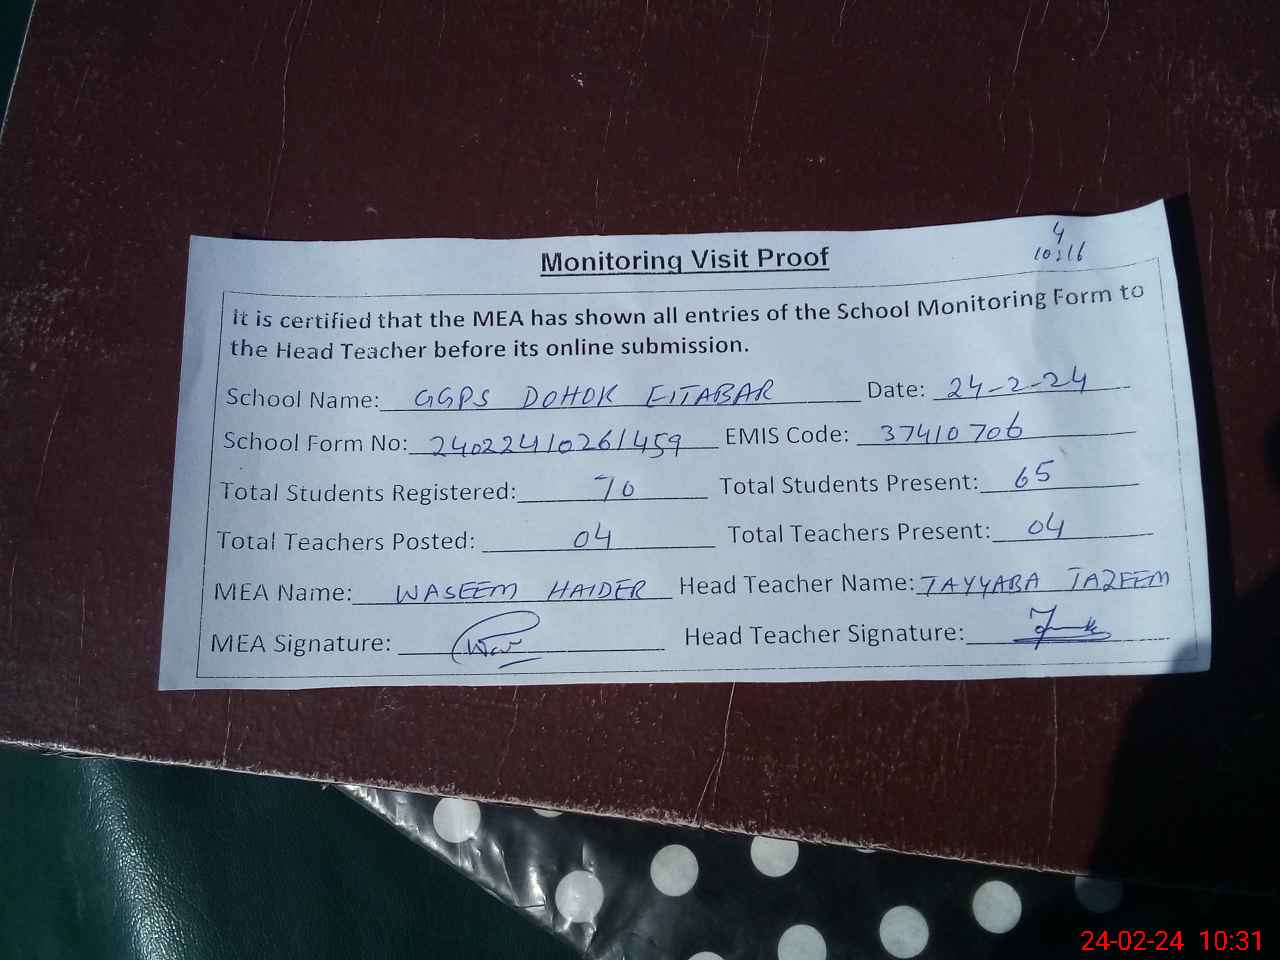 Monitoring Visit Proof
4
10:16
It is certified that the MEA has shown all entries of the School Monitoring Form to
the Head Teacher before its online submission.
School Name: GGPS DOHOK EITABAR Date: 24-2-24
School Form No: 24022410261459 EMIS Code: 37410706
Total Students Registered: 70 Total Students Present: 65
Total Teachers Posted: 04 Total Teachers Present: 04
MEA Name: WASEEM HAIDER Head Teacher Name: TAYYABA TAZEEM
MEA Signature: Head Teacher Signature:
24-02-24 10:31